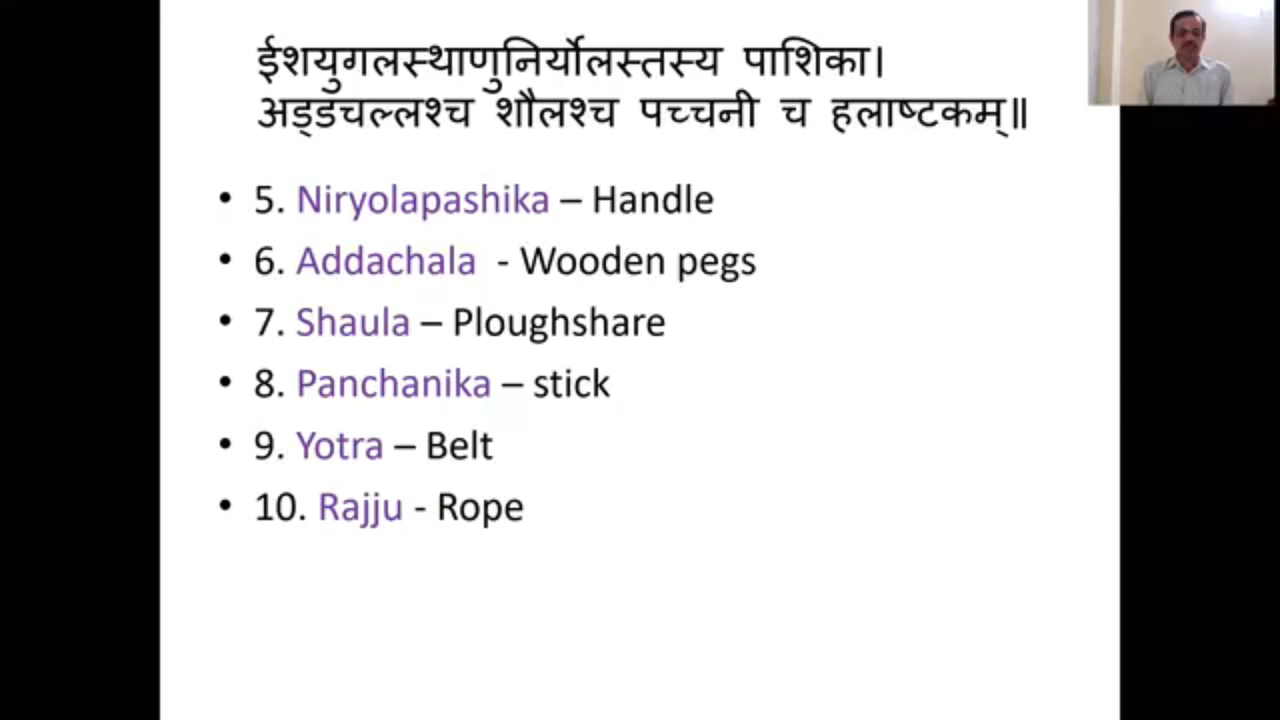 ईशयुगलस्थाणुनिर्योलस्तस्य पाशिका।
अड्डचल्लश्च शौलश्च पच्चनी च हलाष्टकम्॥
• 5. Niryolapashika – Handle
• 6. Addachala - Wooden pegs
• 7. Shaula – Ploughshare
• 8. Panchanika – stick
• 9. Yotra – Belt
• 10. Rajju - Rope